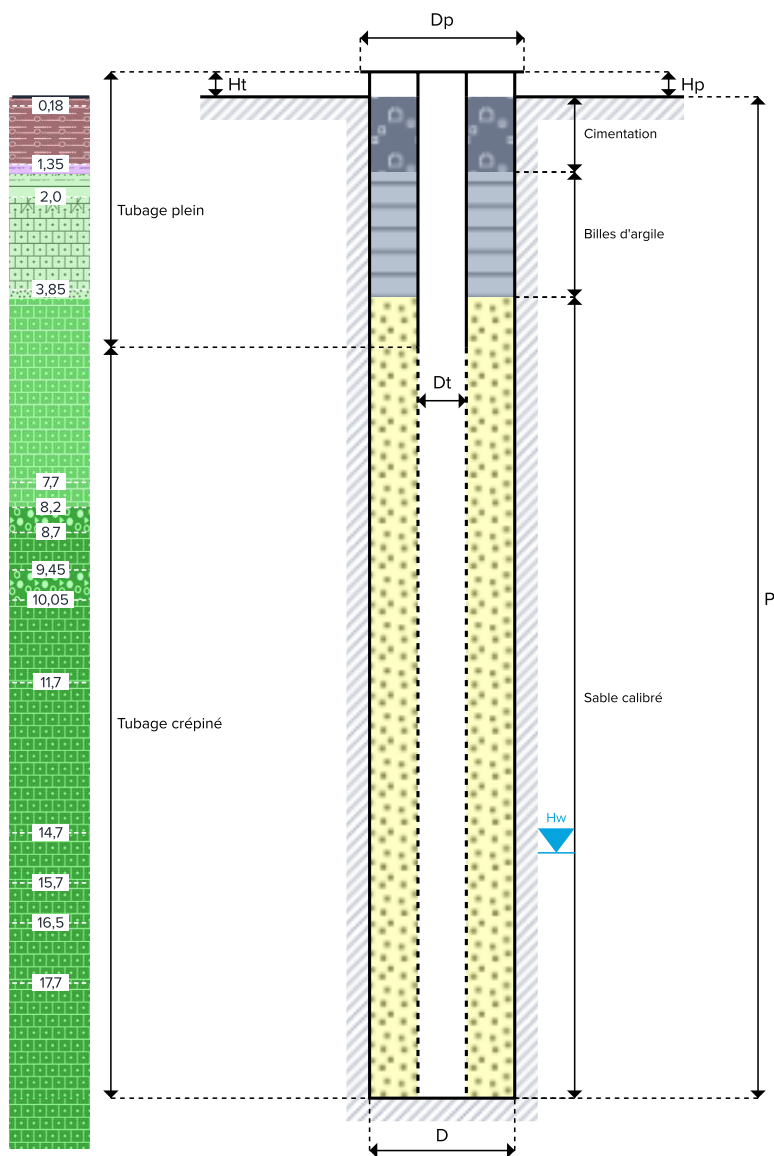 Dp
Ht
Hp
0,18
Cimentation
1,35
2,0
Tubage plein
Billes d'argile
3,85
Dt
7,7
8,2
8,7
9,45
10,05
P
11,7
Sable calibré
Tubage crépiné
Hw
14,7
15,7
16,5
17,7
D